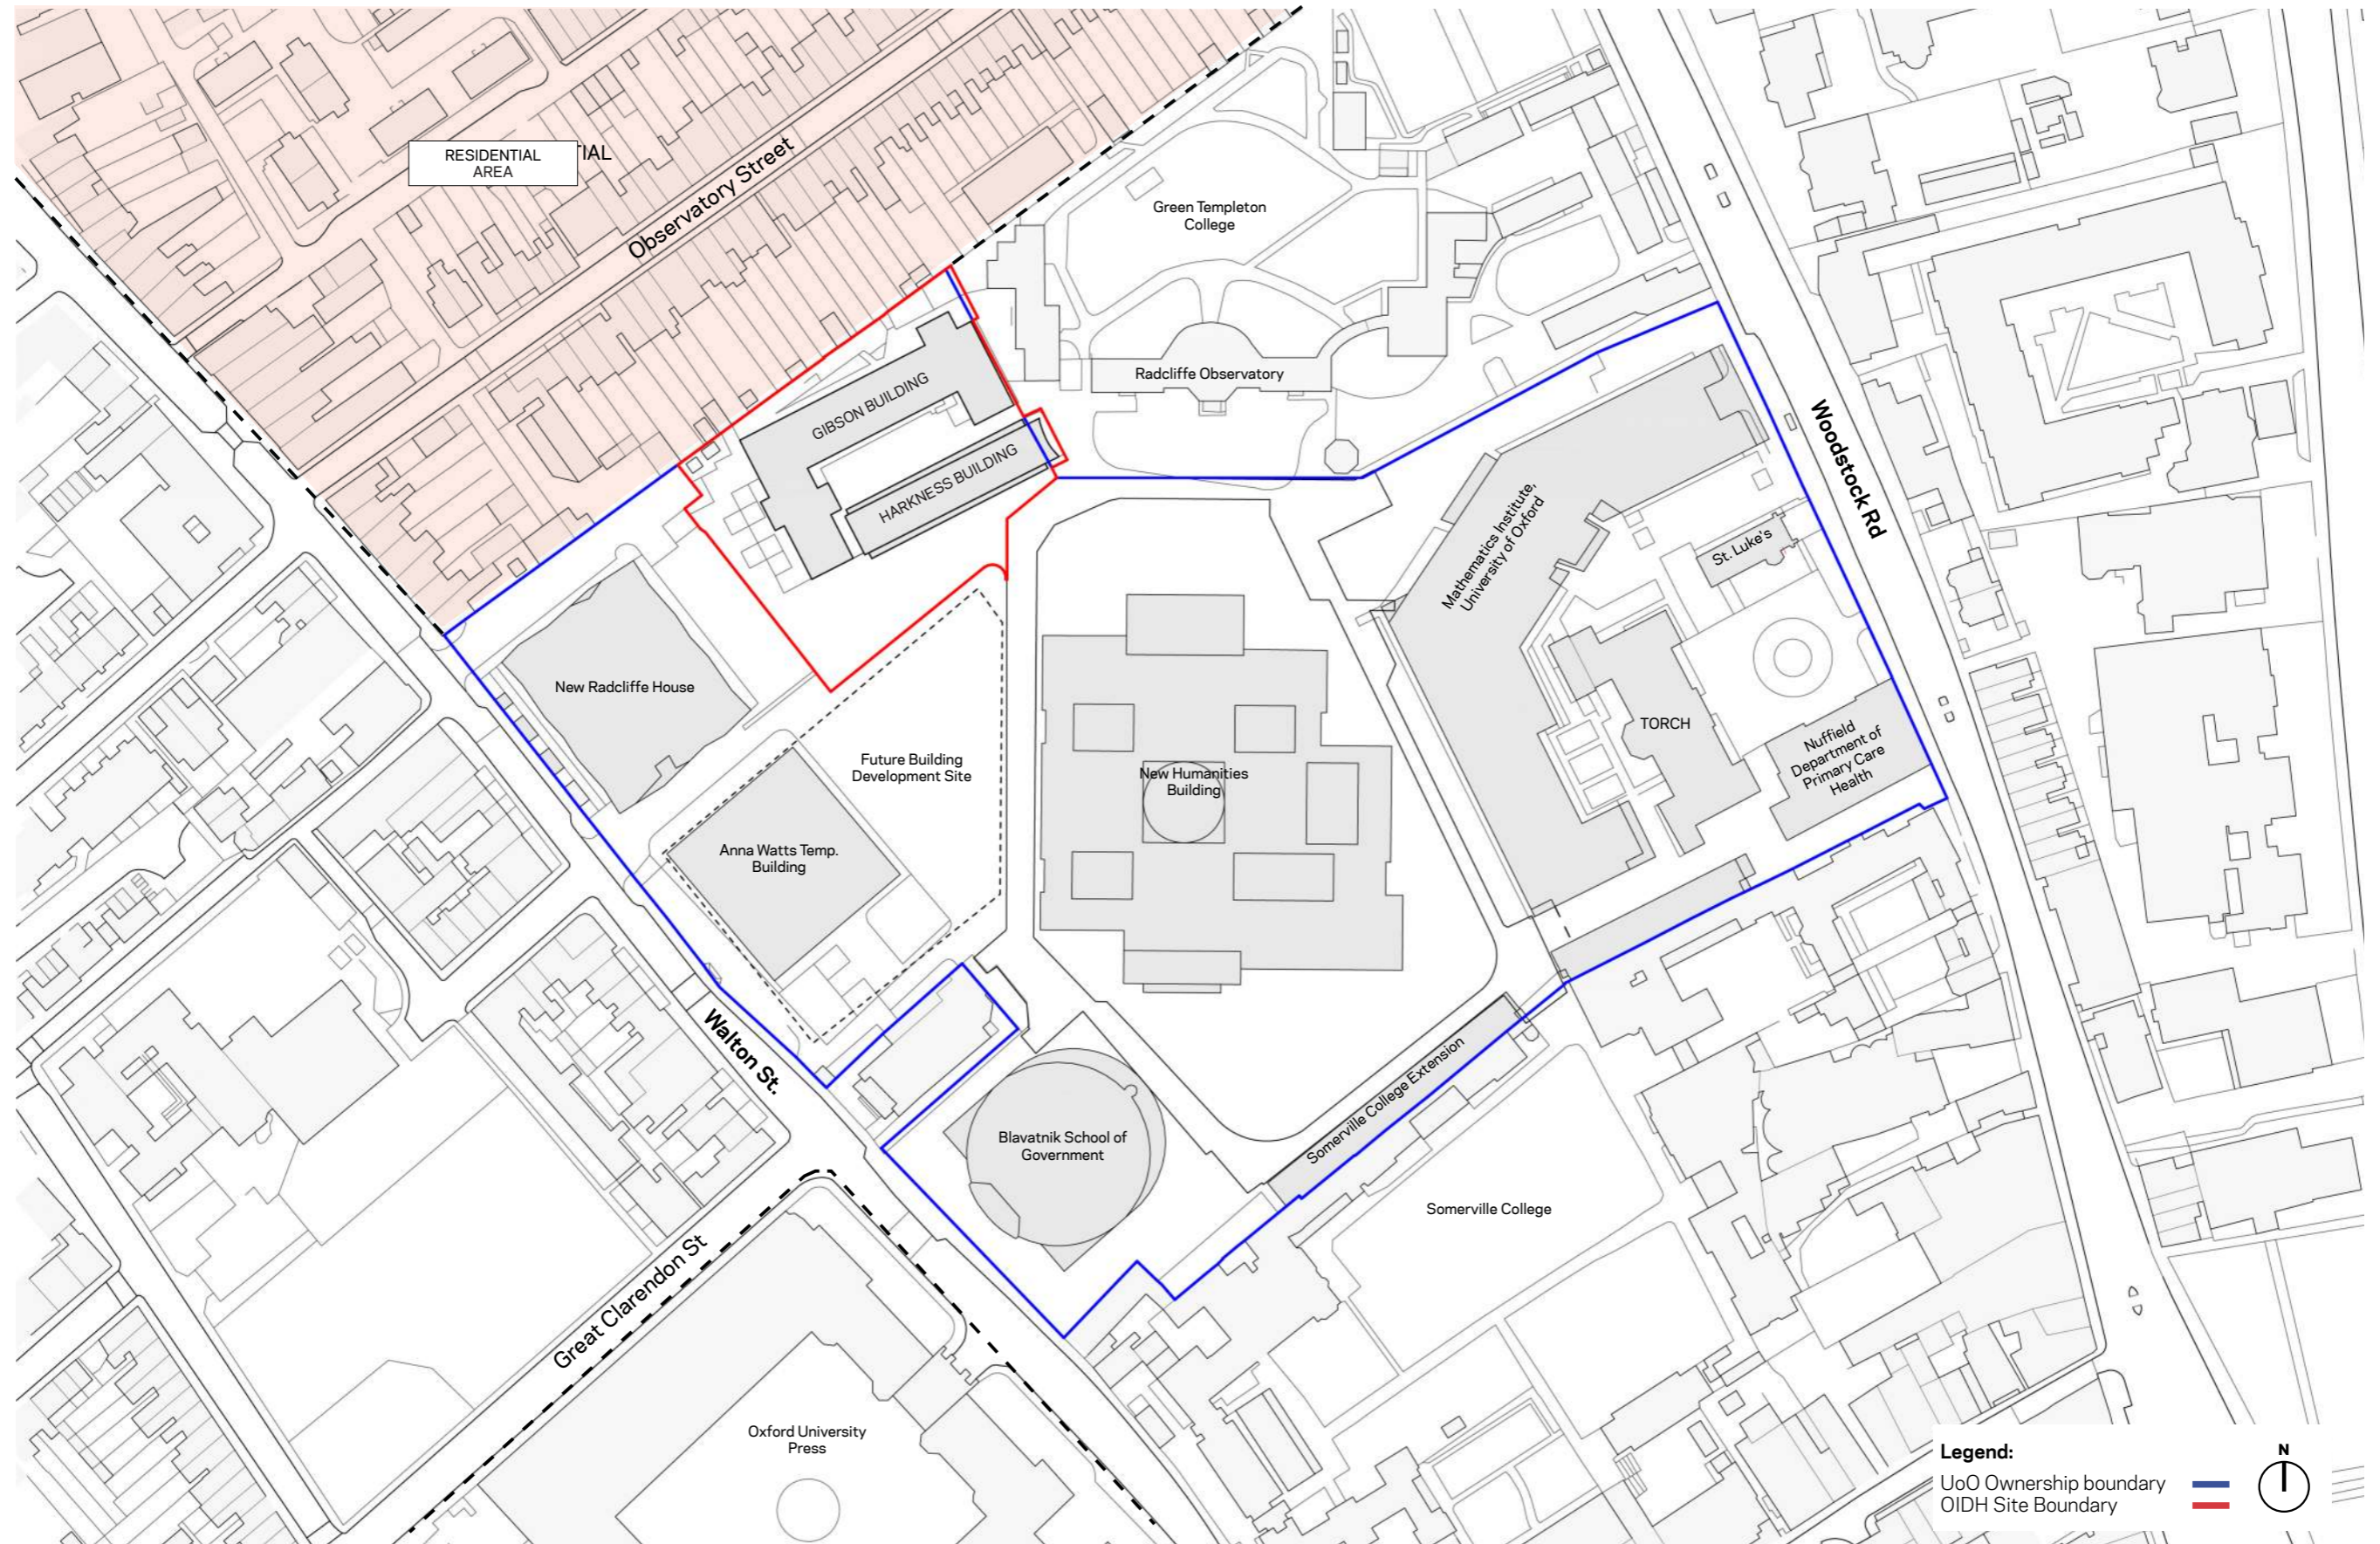 RESIDENTIAL
AREA
TIAL
Observatory Street
Green Templeton
College
Radcliffe Observatory
GIBSON BUILDING
HARKNESS BUILDING
Woodstock Rd
Mathematics Institute,
University of Oxford
St. Luke's
New Radcliffe House
TORCH
Nuffield
Department of
Primary Care
Health
Future Building
Development Site
New Humanities
Building
Anna Watts Temp.
Building
Walton St.
Blavatnik School of
Government
Somerville College Extension
Somerville College
Great Clarendon St
Oxford University
Press
Legend:
UoO Ownership boundary
OIDH Site Boundary
N